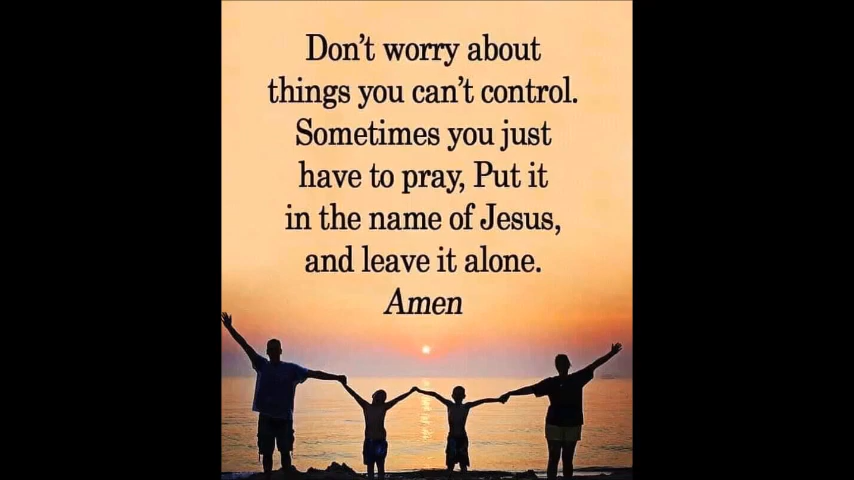 Don't worry about
things you can't control.
Sometimes you just
have to pray, Put it
in the name of Jesus,
and leave it alone.
Amen